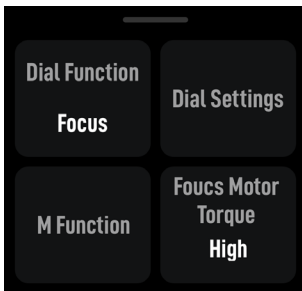 Dial Function
Focus
Dial Settings
M Function
Foucs Motor
Torque
High